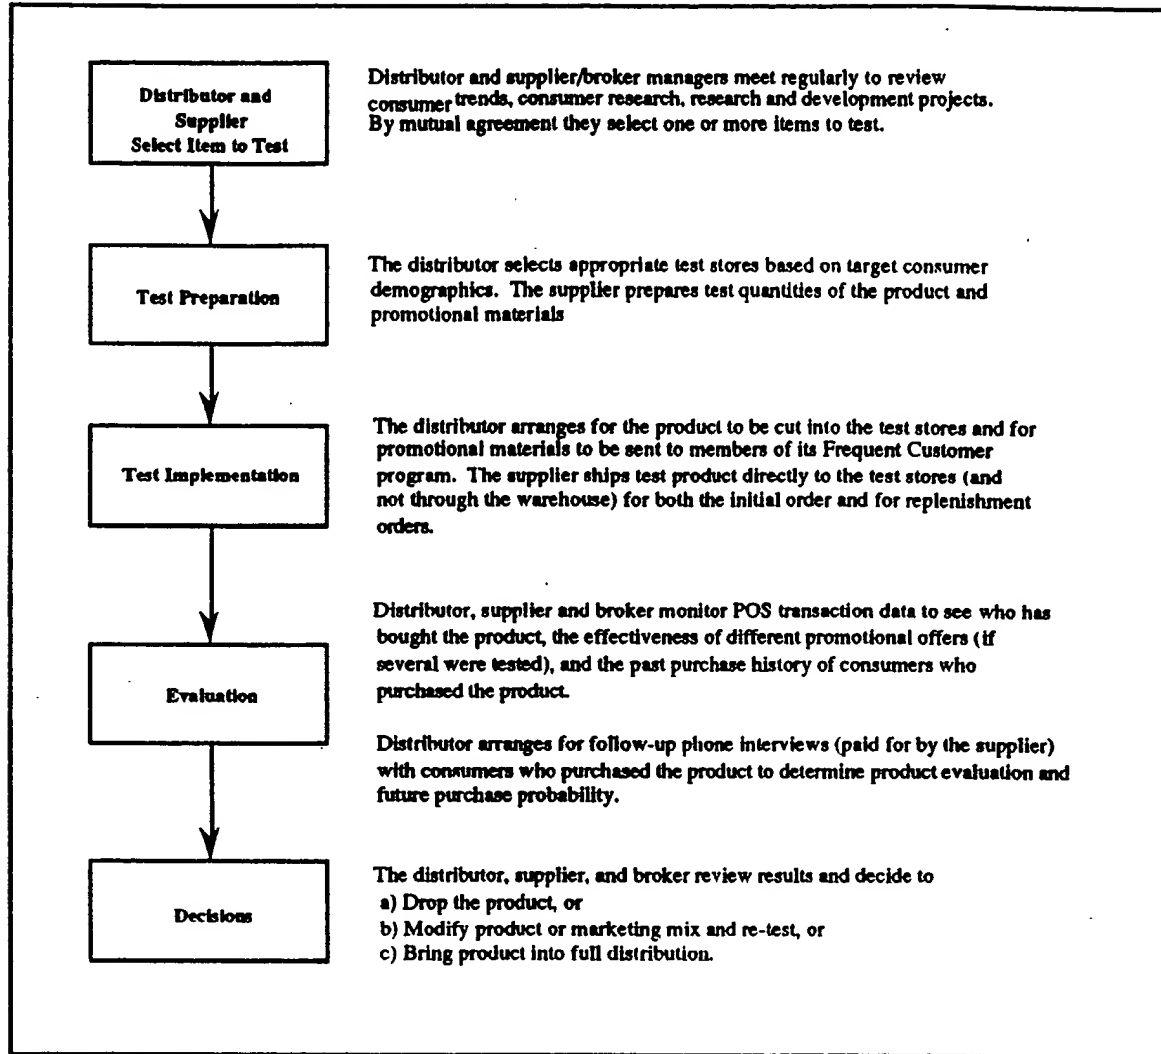 Distributor and
Supplier
Select Item to Test
Distributor and supplier/broker managers meet regularly to review
consumer trends, consumer research, research and development projects.
By mutual agreement they select one or more items to test.
Test Preparation
The distributor selects appropriate test stores based on target consumer
demographics. The supplier prepares test quantities of the product and
promotional materials
Test Implementation
The distributor arranges for the product to be cut into the test stores and for
promotional materials to be sent to members of its Frequent Customer
program. The supplier ships test product directly to the test stores (and
not through the warehouse) for both the initial order and for replenishment
orders.
Evaluation
Distributor, supplier and broker monitor POS transaction data to see who has
bought the product, the effectiveness of different promotional offers (if
several were tested), and the past purchase history of consumers who
purchased the product.
Distributor arranges for follow-up phone interviews (paid for by the supplier)
with consumers who purchased the product to determine product evaluation and
future purchase probability.
Decisions
The distributor, supplier, and broker review results and decide to
a) Drop the product, or
b) Modify product or marketing mix and re-test, or
c) Bring product into full distribution.